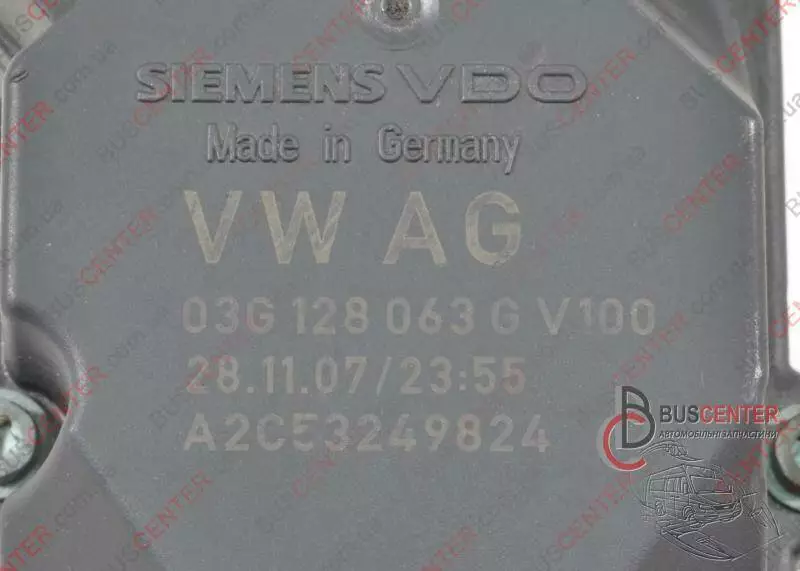 SIEMENS VDO
Made in Germany
VW AG
03G 128 063 G V100
28.11.07/23:55
A2C53249824
BUSCENTER
АВТОМОБІЛЬНІ ЗАПЧАСТИНИ